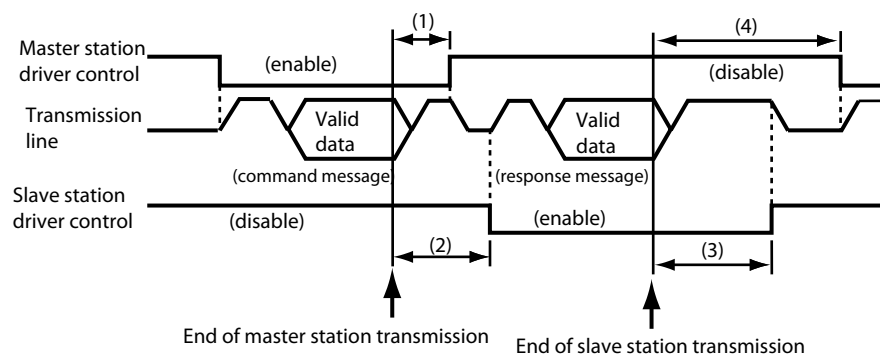 (1)
(4)
Master station
driver control
(enable)
(disable)
Transmission
line
Valid
data
Valid
data
(command message)
(response message)
Slave station
driver control
(disable)
(2)
(enable)
(3)
End of master station transmission
End of slave station transmission